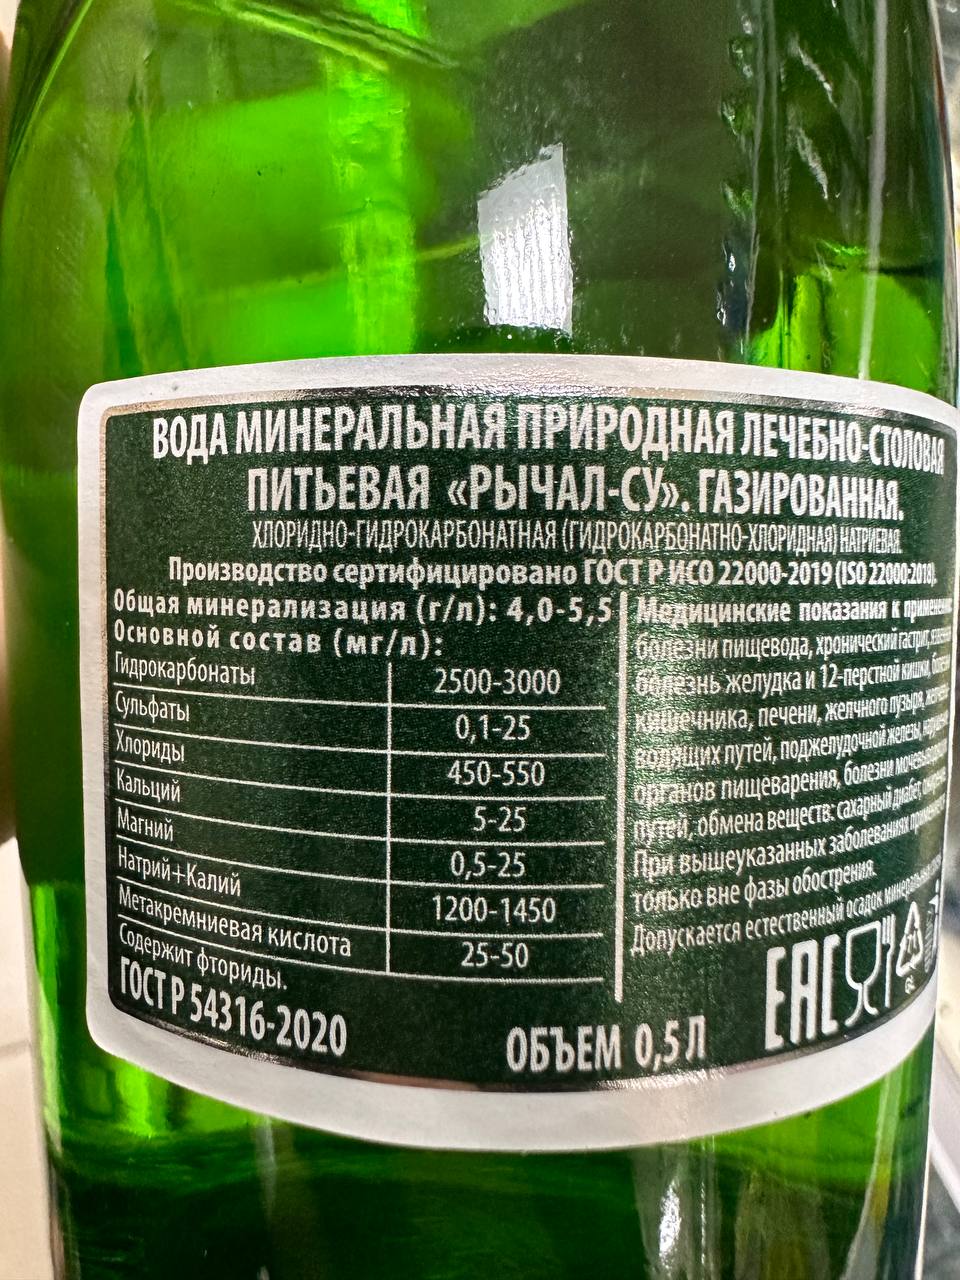 ВОДА МИНЕРАЛЬНАЯ ПРИРОДНАЯ ЛЕЧЕБНО-СТОЛОВАЯ
ПИТЬЕВАЯ «РЫЧАЛ-СУ». ГАЗИРОВАННАЯ.
ХЛОРИДНО-ГИДРОКАРБОНАТНАЯ (ГИДРОКАРБОНАТНО-ХЛОРИДНАЯ) НАТРИЕВАЯ.
Производство сертифицировано ГОСТ Р ИСО 22000-2019 (ISO 22000:2018).
Общая минерализация (г/л): 4,0-5,5
Основной состав (мг/л):
Гидрокарбонаты 2500-3000
Сульфаты 0,1-25
Хлориды 450-550
Кальций 5-25
Магний 0,5-25
Натрий+Калий 1200-1450
Метакремниевая кислота 25-50
Содержит фториды.
ГОСТ Р 54316-2020
Медицинские показания к
болезни пищевода, хронический гастрит,
болезнь желудка и 12-перстной кишки,
кишечника, печени, желчного пузыря,
водящих путей, поджелудочной железы,
органов пищеварения, болезни
путей, обмена веществ: сахарный диабет,
При вышеуказанных заболеваниях
только вне фазы обострения.
Допускается естественный осадок
ОБЪЕМ 0,5 Л
EAC
71
GL